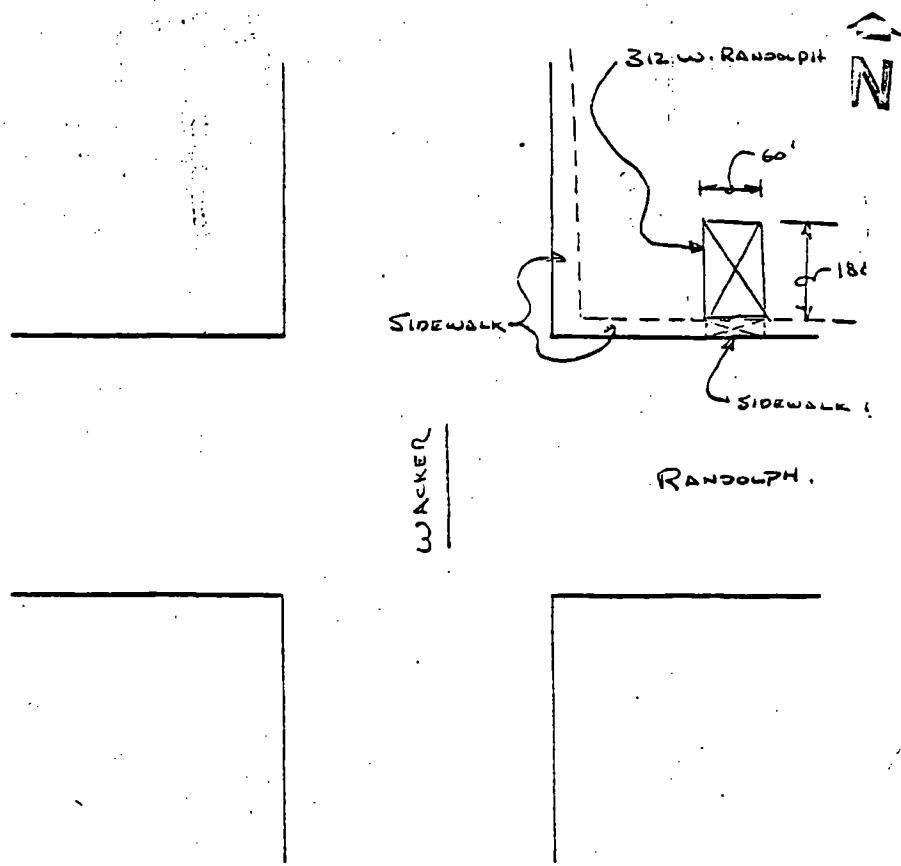 312 W. RANDOLPH
N
60'
SIDEWALK
SIDEWALK
WACKER
RANDOLPH.